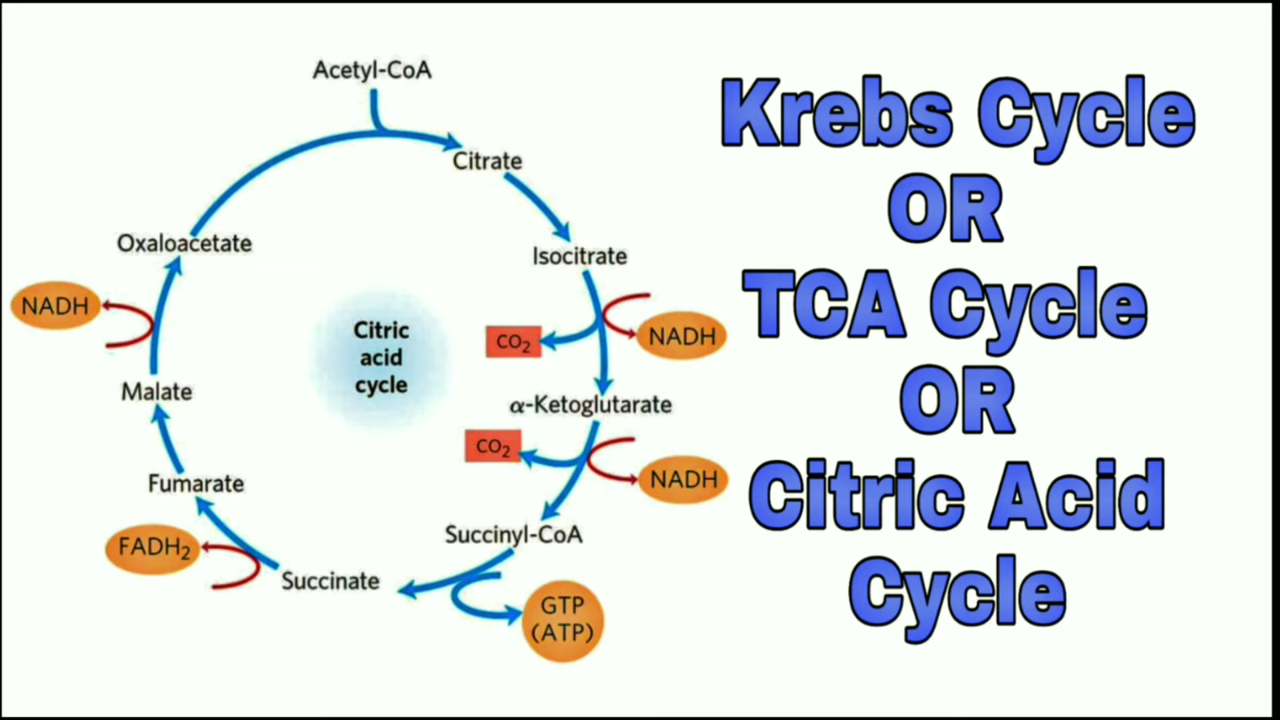 Acetyl-CoA
Citrate
Isocitrate
CO₂
NADH
α-Ketoglutarate
CO₂
NADH
Succinyl-CoA
GTP
(ATP)
Succinate
FADH₂
Fumarate
Malate
NADH
Oxaloacetate
Citric
acid
cycle
Krebs Cycle
OR
TCA Cycle
OR
Citric Acid
Cycle